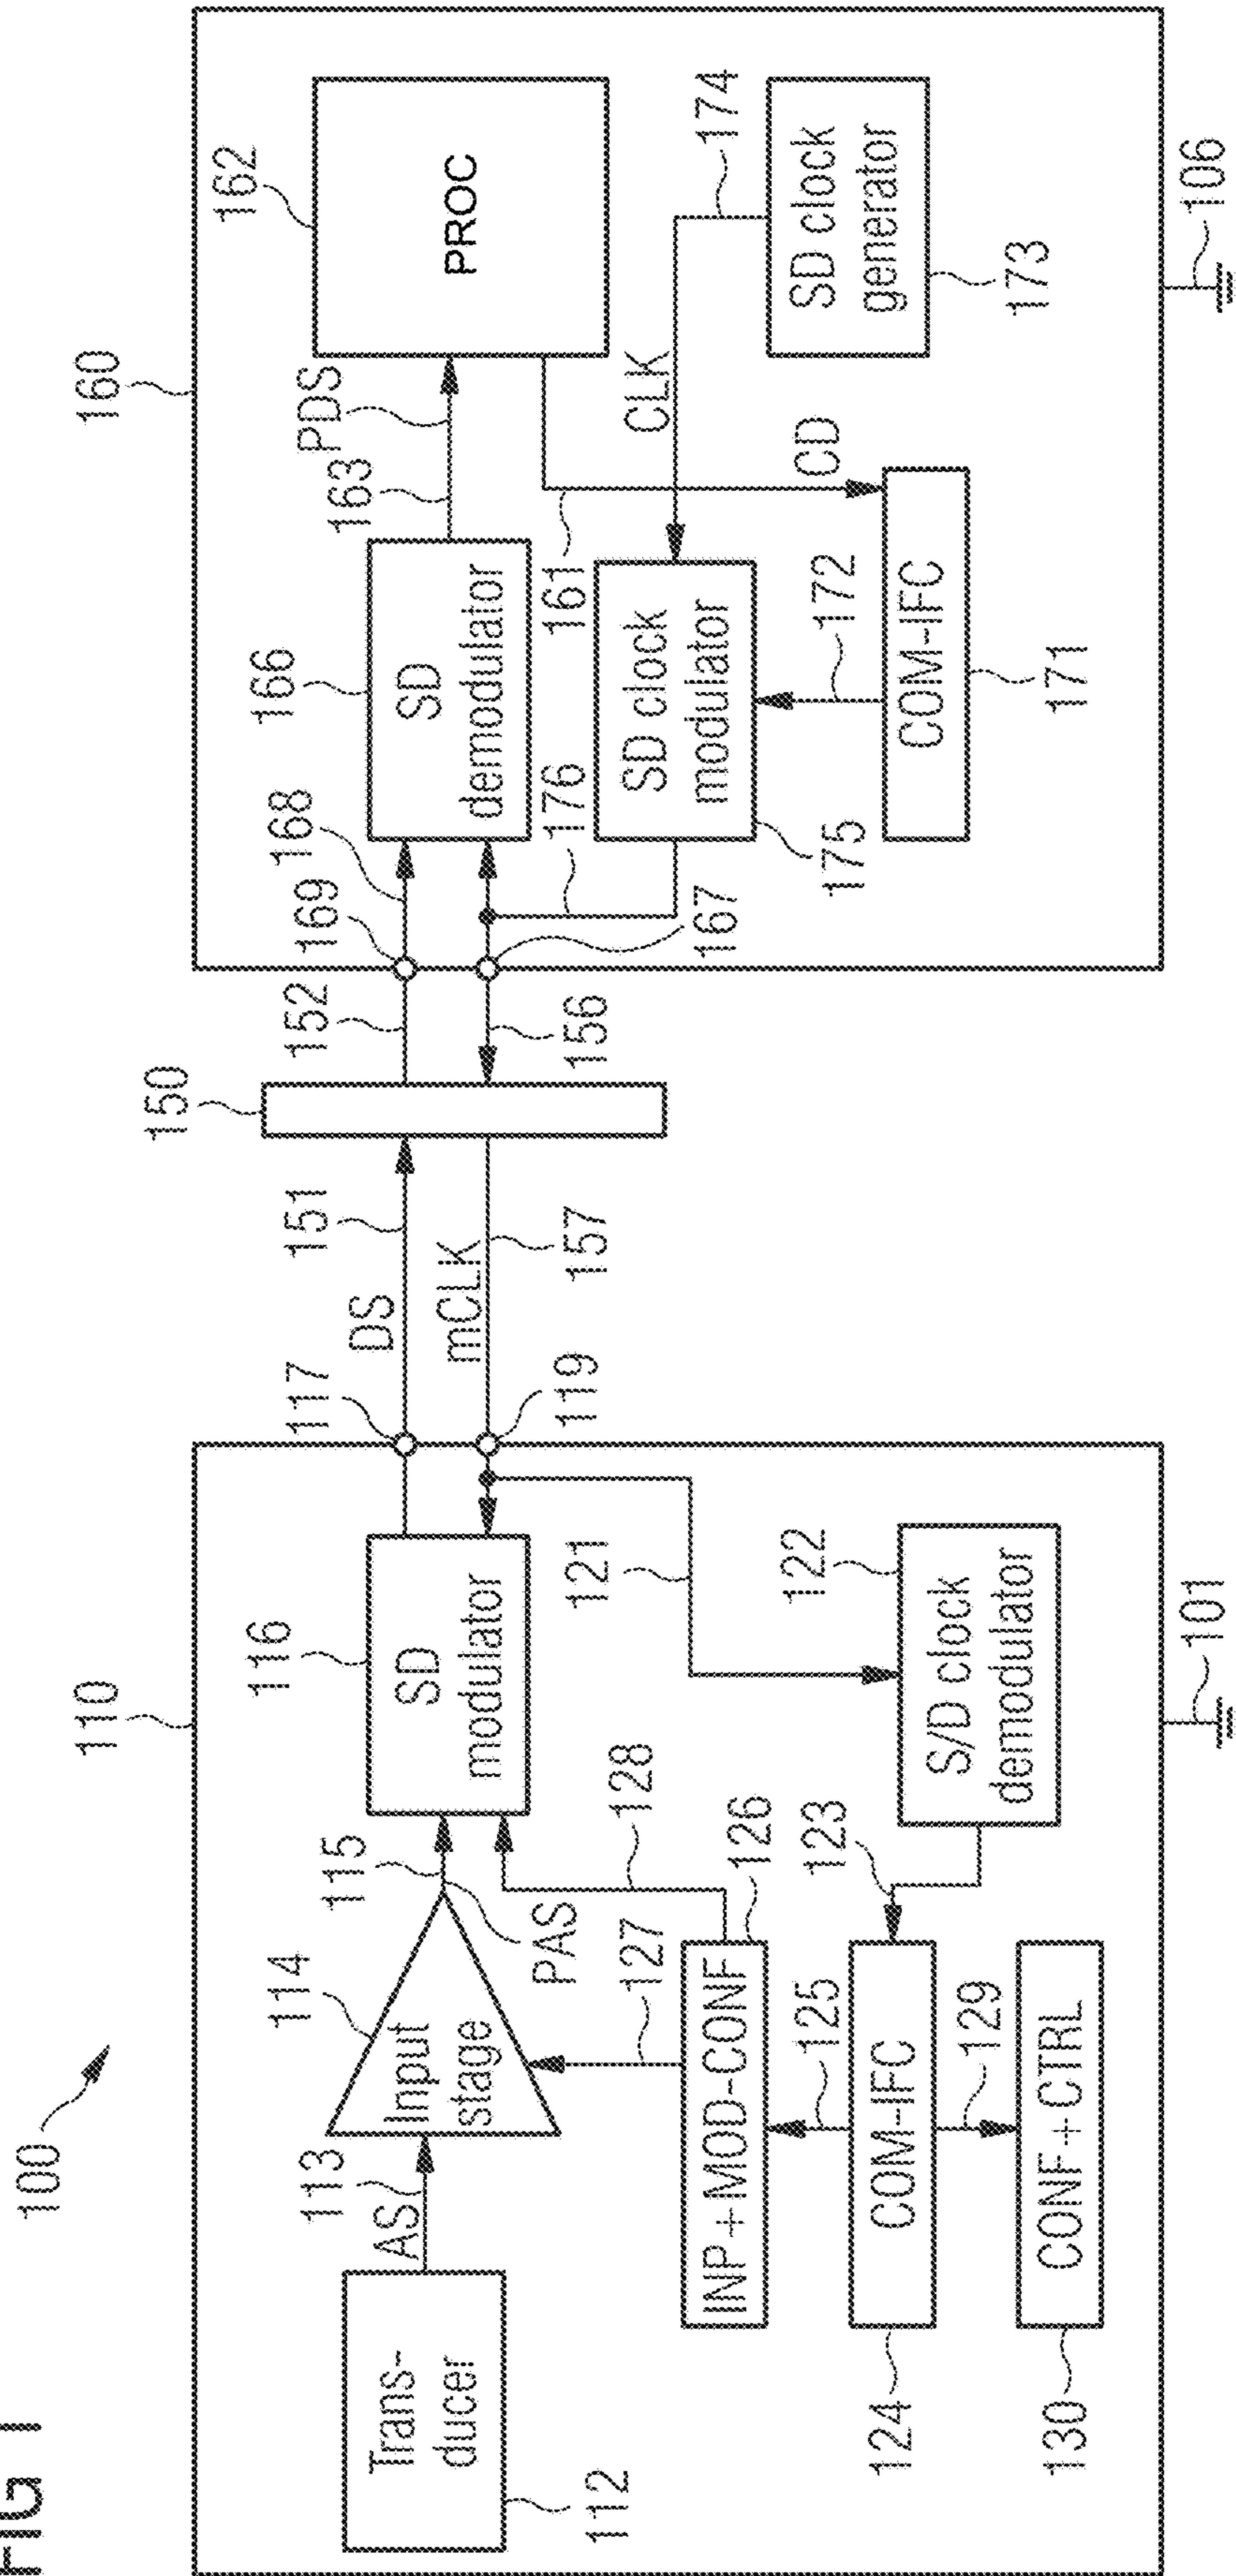 FIG 1
100
110
160
150
112
Trans-
ducer
AS
113
114
Input
stage
115
PAS
116
SD
modulator
117
DS
151
152
169
168
166
SD
demodulator
163
PDS
162
PROC
119
mCLK
157
156
167
176
121
122
S/D clock
demodulator
123
124
COM-IFC
125
126
INP+MOD-CONF
127
128
129
130
CONF+CTRL
101
175
SD clock
modulator
161
CLK
CD
172
171
COM-IFC
174
173
SD clock
generator
106